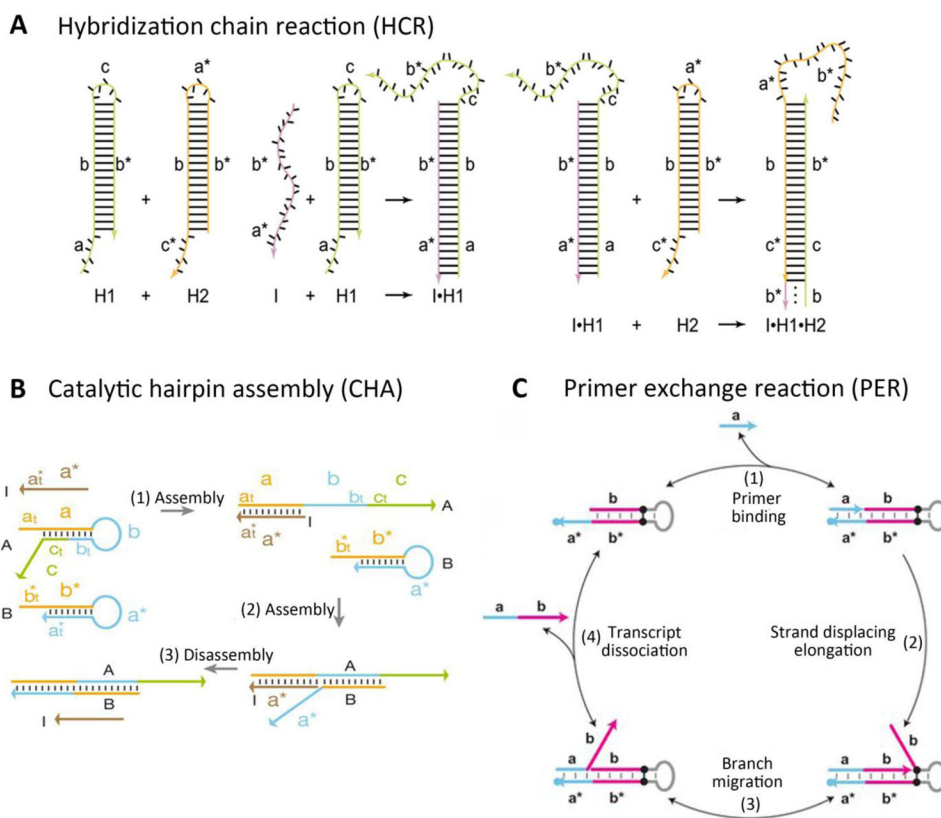 A Hybridization chain reaction (HCR)
c a* c b* c b* c a* a* b*
b b* b b* b* b b* b* b b b* b b*
+ + + 
a c* a* a a* a a* a c* c* c
b* b
H1 + H2 I + H1 I•H1
I•H1 + H2 I•H1•H2
B Catalytic hairpin assembly (CHA)
I at* a*
A at a b
ct bt
c
B bt* b* a*
at*
(1) Assembly
a b c
at bt ct A
I
at* a*
bt* b* B
a*
(2) Assembly
A
I a* B
a*
(3) Disassembly
A
B
I
C Primer exchange reaction (PER)
a
(1)
Primer
binding
b
a* b*
a b
a* b*
a b
(4) Transcript
dissociation
Strand displacing
elongation (2)
b
a b
a* b*
Branch
migration
(3)
b
a
a* b*